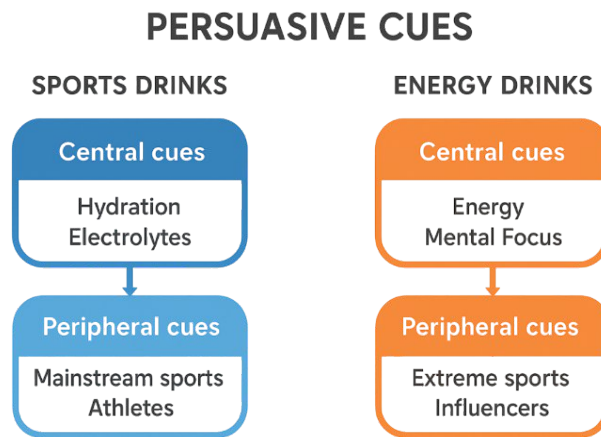 PERSUASIVE CUES
SPORTS DRINKS
Central cues
Hydration
Electrolytes
Peripheral cues
Mainstream sports
Athletes
ENERGY DRINKS
Central cues
Energy
Mental Focus
Peripheral cues
Extreme sports
Influencers